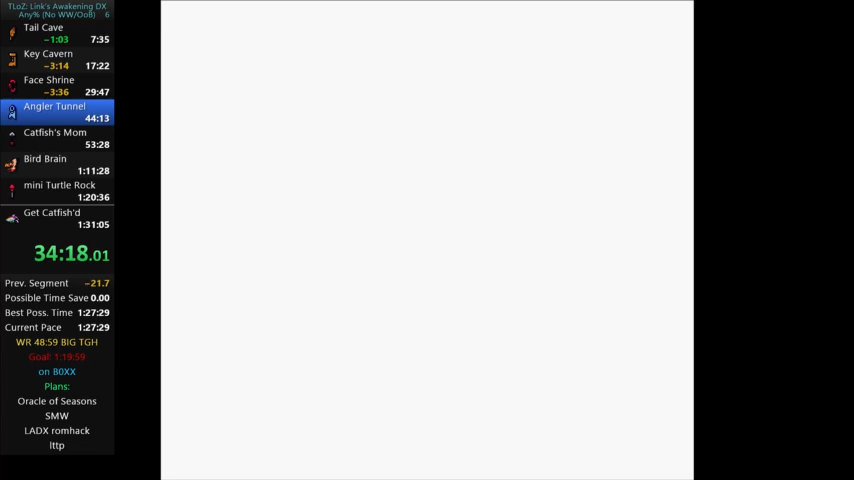 TLoZ: Link's Awakening DX
Any% (No WW/OoB) 6
Tail Cave
−1:03 7:35
Key Cavern
−3:14 17:22
Face Shrine
−3:36 29:47
Angler Tunnel
44:13
Catfish's Mom
53:28
Bird Brain
1:11:28
mini Turtle Rock
1:20:36
Get Catfish'd
1:31:05
34:18.01
Prev. Segment −21.7
Possible Time Save 0.00
Best Poss. Time 1:27:29
Current Pace 1:27:29
WR 48:59 BIG TGH
Goal: 1:19:59
on B0XX
Plans:
Oracle of Seasons
SMW
LADX romhack
lttp